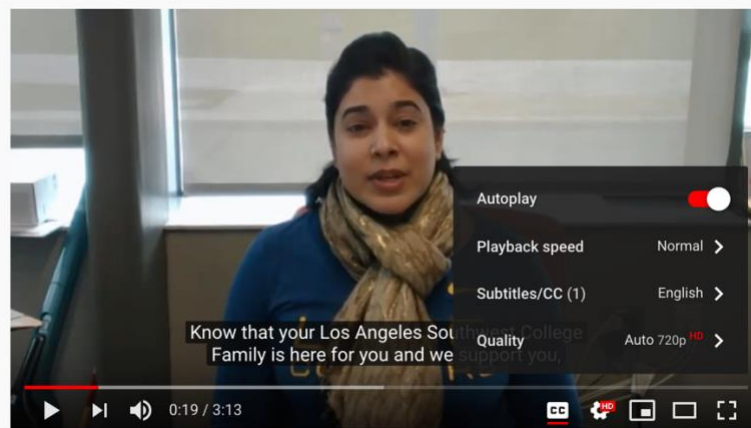 Autoplay
Playback speed Normal
Subtitles/CC (1) English
Quality Auto 720p HD
Know that your Los Angeles Southwest College
Family is here for you and we support you,
0:19 / 3:13
CC
HD